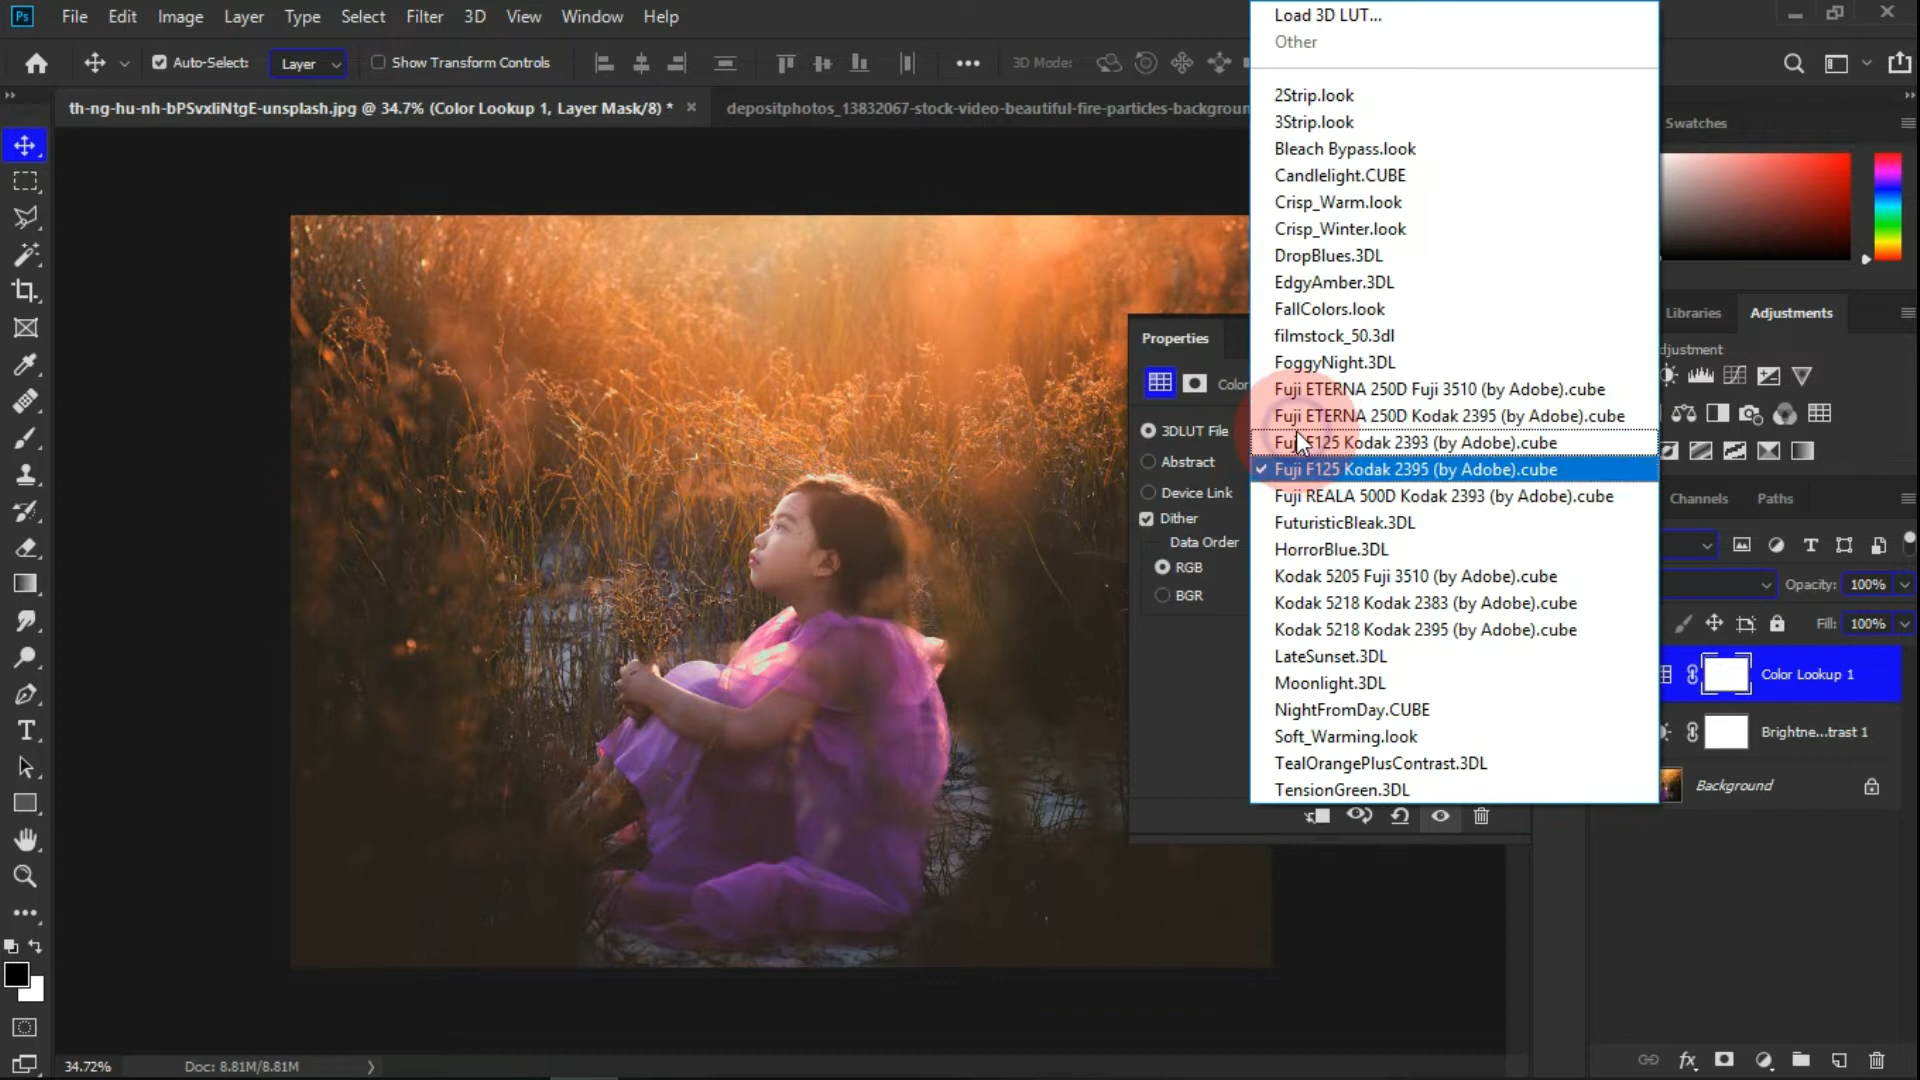 Ps File Edit Image Layer Type Select Filter 3D View Window Help
Auto-Select: Layer Show Transform Controls 3D Mode:
th-ng-hu-nh-bPSvxliNtgE-unsplash.jpg @ 34.7% (Color Lookup 1, Layer Mask/8) *
depositphotos_13832067-stock-video-beautiful-fire-particles-backgroun
Load 3D LUT...
Other
2Strip.look
3Strip.look
Bleach Bypass.look
Candlelight.CUBE
Crisp_Warm.look
Crisp_Winter.look
DropBlues.3DL
EdgyAmber.3DL
FallColors.look
filmstock_50.3dl
FoggyNight.3DL
Fuji ETERNA 250D Fuji 3510 (by Adobe).cube
Fuji ETERNA 250D Kodak 2395 (by Adobe).cube
Fuji F125 Kodak 2393 (by Adobe).cube
Fuji F125 Kodak 2395 (by Adobe).cube
Fuji REALA 500D Kodak 2393 (by Adobe).cube
FuturisticBleak.3DL
HorrorBlue.3DL
Kodak 5205 Fuji 3510 (by Adobe).cube
Kodak 5218 Kodak 2383 (by Adobe).cube
Kodak 5218 Kodak 2395 (by Adobe).cube
LateSunset.3DL
Moonlight.3DL
NightFromDay.CUBE
Soft_Warming.look
TealOrangePlusContrast.3DL
TensionGreen.3DL
Properties
Color
3DLUT File
Abstract
Device Link
Dither
Data Order
RGB
BGR
Swatches
Libraries Adjustments
djustment
Channels Paths
Opacity: 100%
Fill: 100%
Color Lookup 1
Brightne...trast 1
Background
34.72% Doc: 8.81M/8.81M